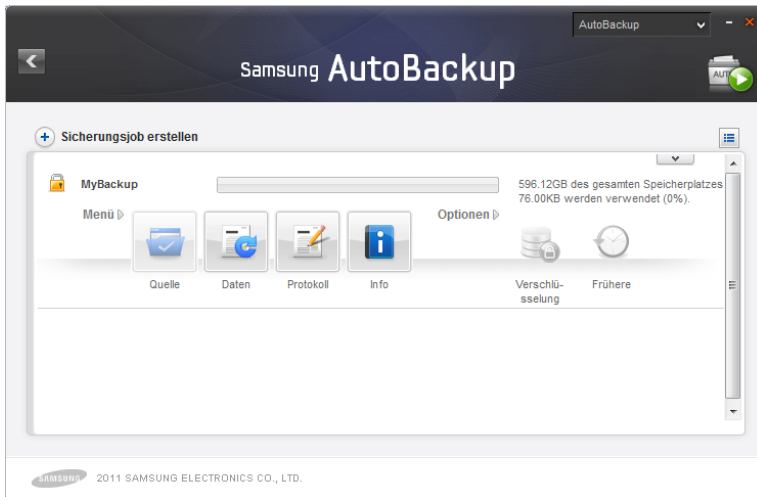 AutoBackup
samsung AutoBackup
AUT
Sicherungsjob erstellen
MyBackup
596.12GB des gesamten Speicherplatzes
76.00KB werden verwendet (0%).
Menü
Optionen
Quelle
Daten
Protokoll
Info
Verschlü-
sselung
Frühere
SAMSUNG
2011 SAMSUNG ELECTRONICS CO., LTD.